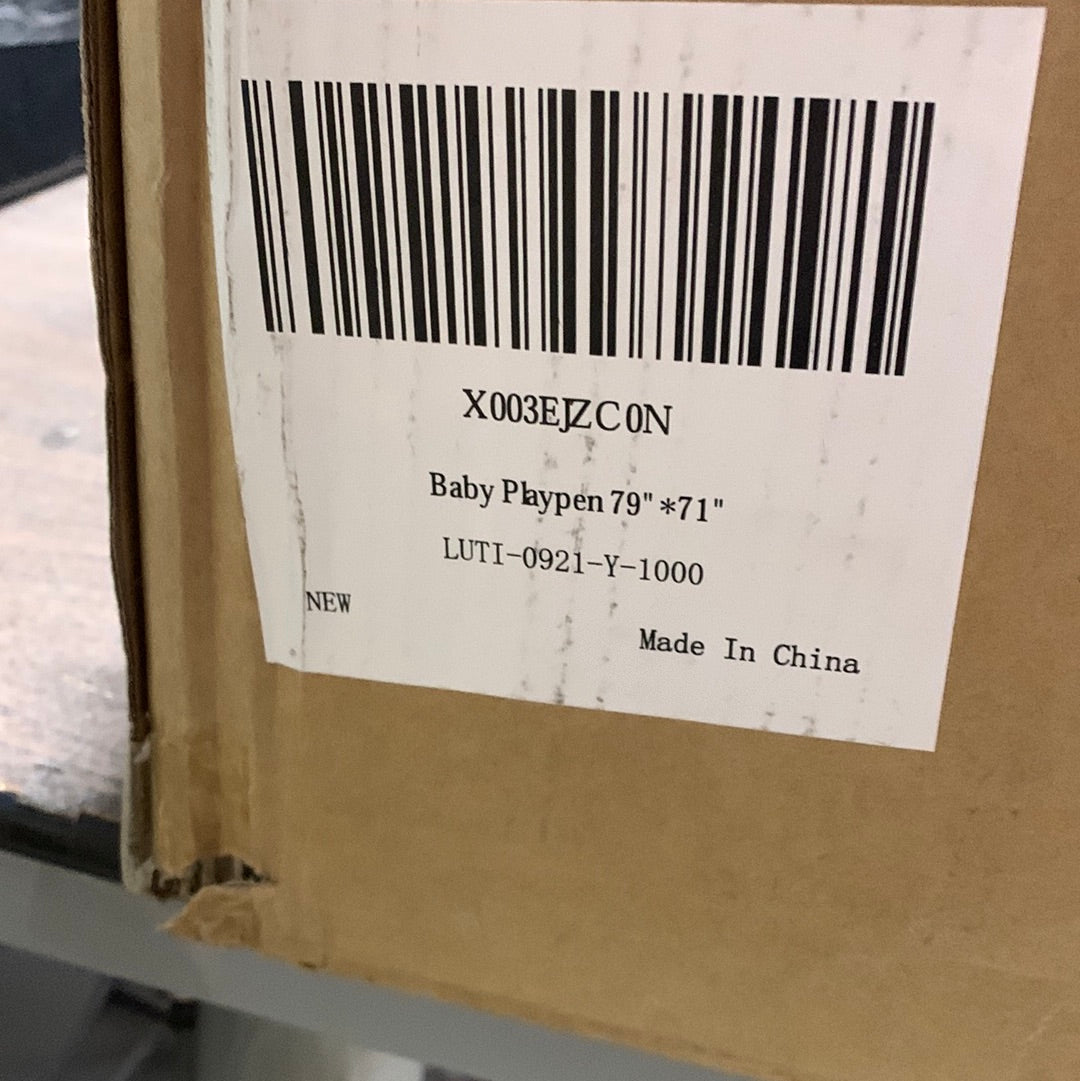 X003EJZC0N
Baby Playpen 79"*71"
LUTI-0921-Y-1000
NEW
Made In China